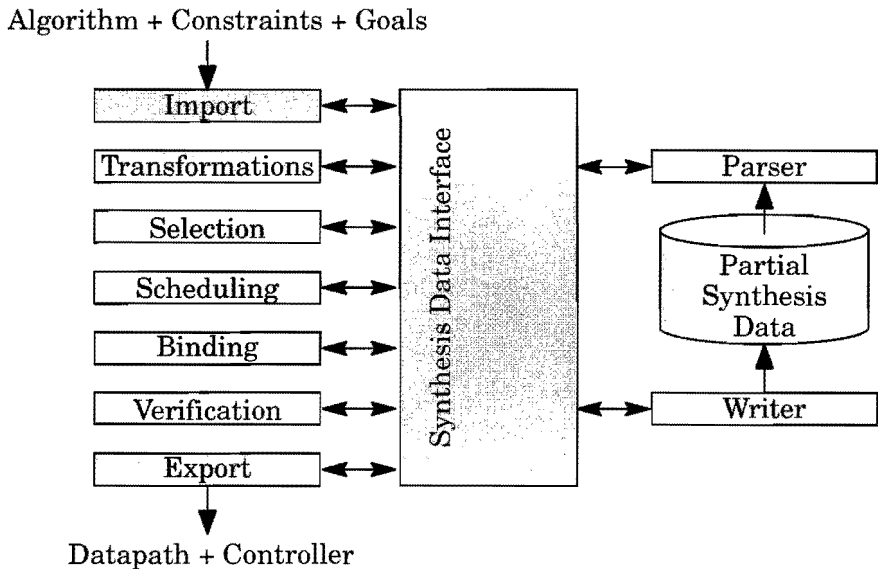 Algorithm + Constraints + Goals
Import
Transformations
Selection
Scheduling
Binding
Verification
Export
Datapath + Controller
Synthesis Data Interface
Parser
Partial
Synthesis
Data
Writer